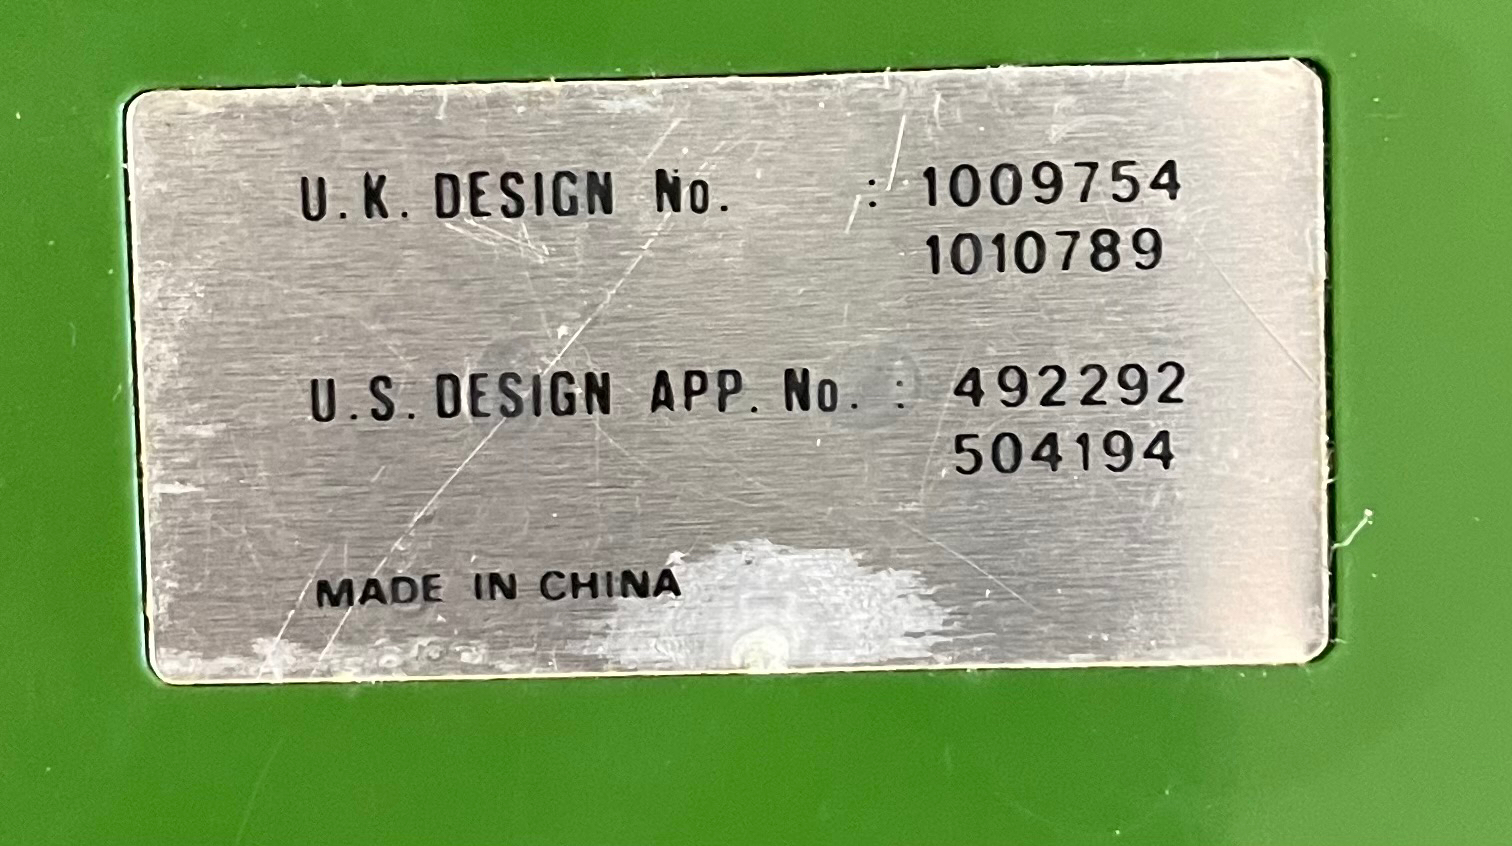 U.K. DESIGN No. : 1009754
1010789
U.S. DESIGN APP. No. : 492292
504194
MADE IN CHINA